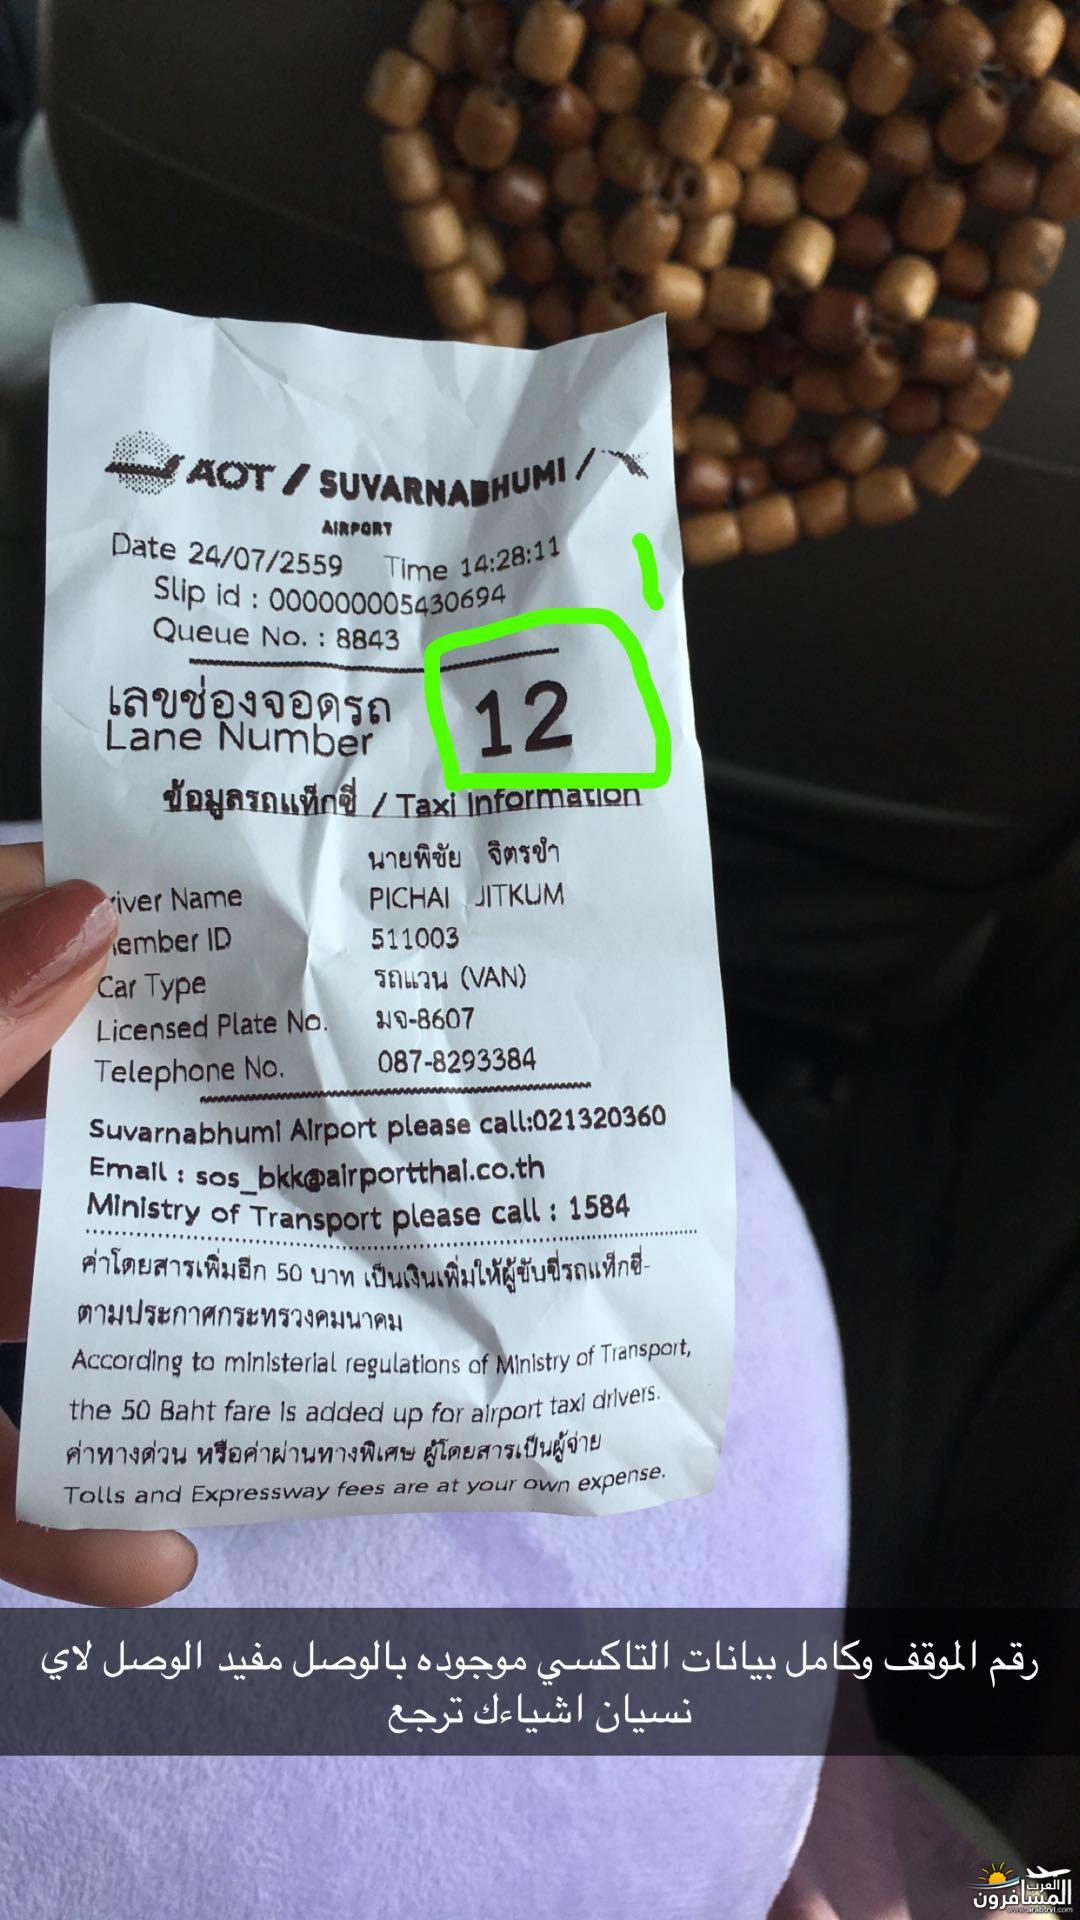 AOT / SUVARNABHUMI /
AIRPORT
Date 24/07/2559 Time 14:28:11
Slip id : 000000005430694
Queue No. : 8843
เลขช่องจอดรถ
Lane Number 12
ข้อมูลรถแท็กซี่ / Taxi Information
นายพิชัย จิตรขำ
river Name PICHAI JITKUM
ember ID 511003
Car Type รถแวน (VAN)
Licensed Plate No. มจ-8607
Telephone No. 087-8293384
Suvarnabhumi Airport please call:021320360
Email : sos_bkk@airportthai.co.th
Ministry of Transport please call : 1584
ค่าโดยสารเพิ่มอีก 50 บาท เป็นเงินเพิ่มให้ผู้ขับขี่รถแท็กซี่-
ตามประกาศกระทรวงคมนาคม
According to ministerial regulations of Ministry of Transport,
the 50 Baht fare is added up for airport taxi drivers.
ค่าทางด่วน หรือค่าผ่านทางพิเศษ ผู้โดยสารเป็นผู้จ่าย
Tolls and Expressway fees are at your own expense.
رقم الموقف وكامل بيانات التاكسي موجوده بالوصل مفيد الوصل لاي
نسيان اشياءك ترجع
العرب
المسافرون
www.arabtrvl.com